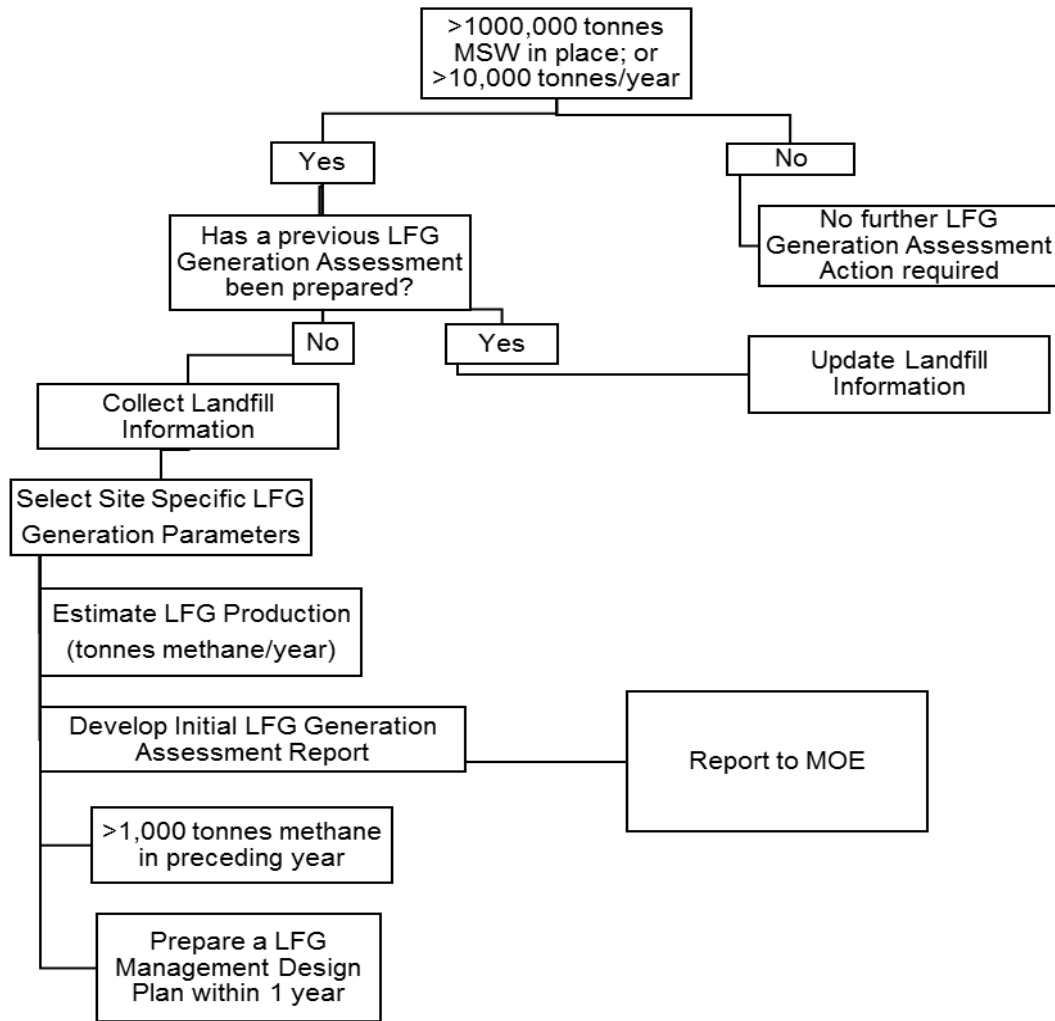 >1000,000 tonnes
MSW in place; or
>10,000 tonnes/year
Yes
No
No further LFG
Generation Assessment
Action required
Has a previous LFG
Generation Assessment
been prepared?
No
Yes
Update Landfill
Information
Collect Landfill
Information
Select Site Specific LFG
Generation Parameters
Estimate LFG Production
(tonnes methane/year)
Develop Initial LFG Generation
Assessment Report
Report to MOE
>1,000 tonnes methane
in preceding year
Prepare a LFG
Management Design
Plan within 1 year